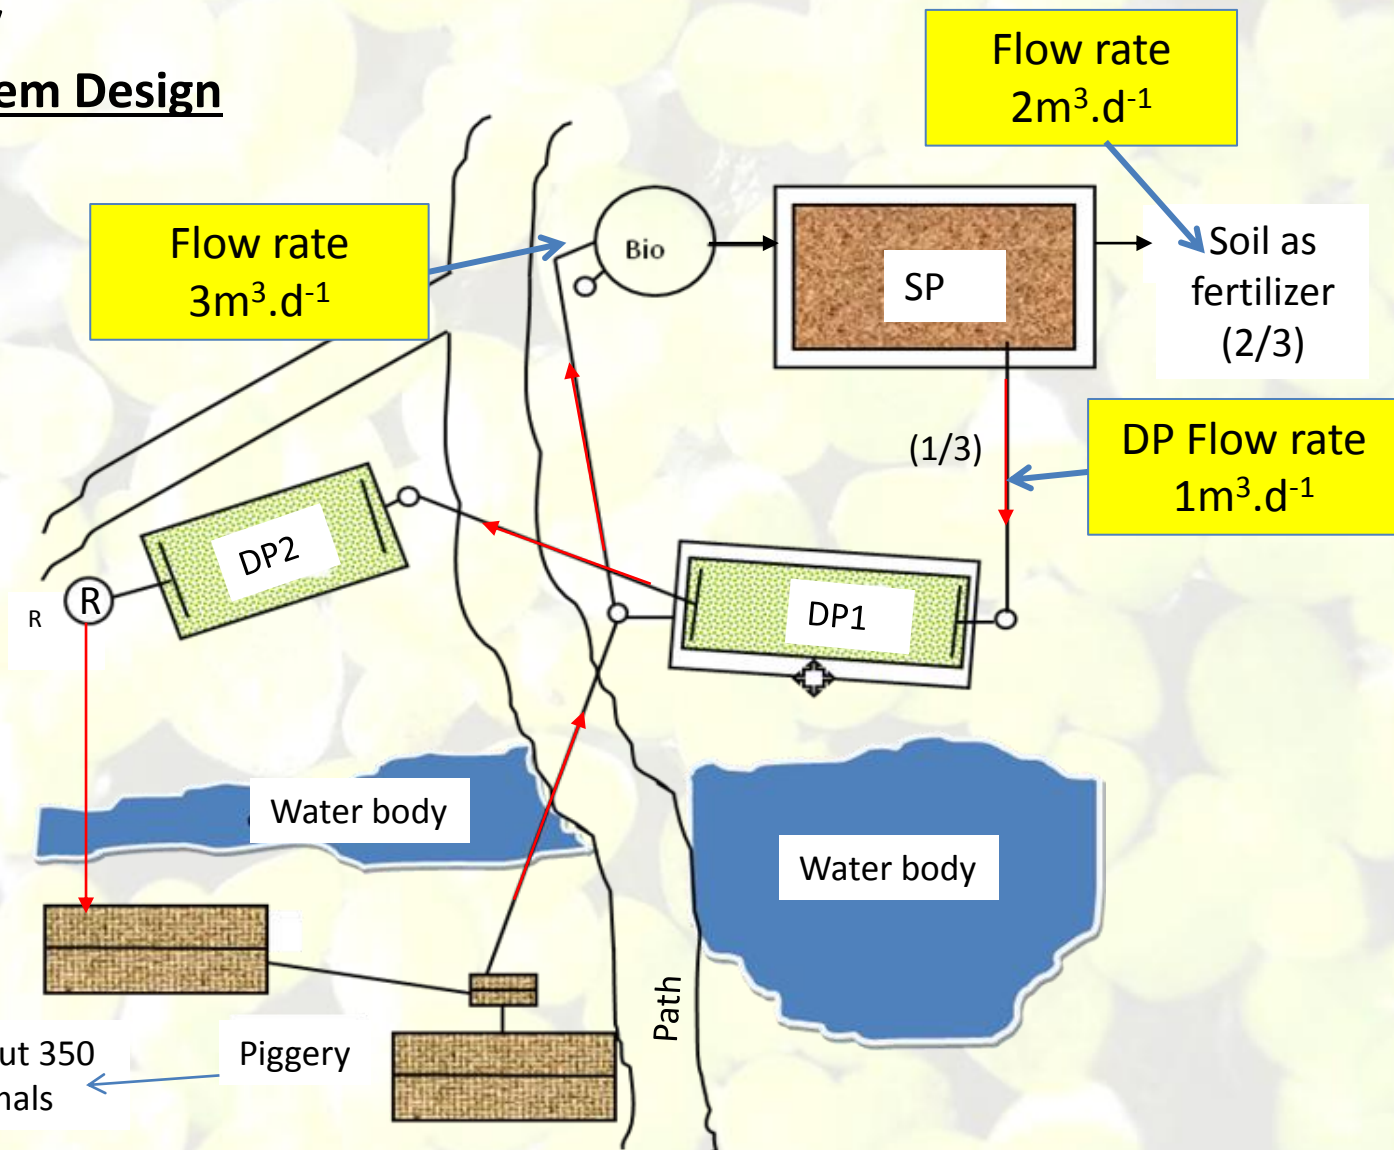 em Design
Flow rate
2m³.d⁻¹
Flow rate
3m³.d⁻¹
Bio
SP
Soil as
fertilizer
(2/3)
(1/3)
DP Flow rate
1m³.d⁻¹
DP2
R
R
DP1
Water body
Water body
Path
ut 350
nals
Piggery